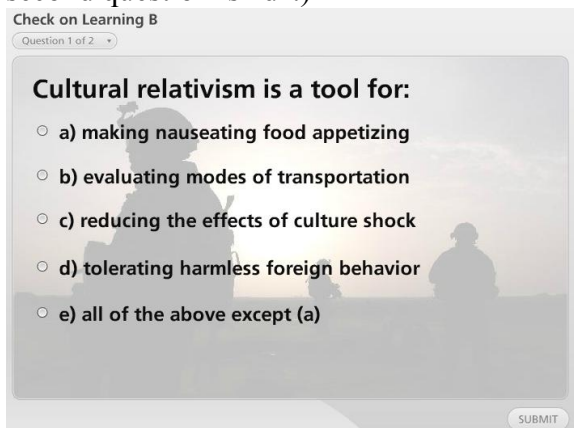 Check on Learning B
Question 1 of 2
Cultural relativism is a tool for:
a) making nauseating food appetizing
b) evaluating modes of transportation
c) reducing the effects of culture shock
d) tolerating harmless foreign behavior
e) all of the above except (a)
SUBMIT